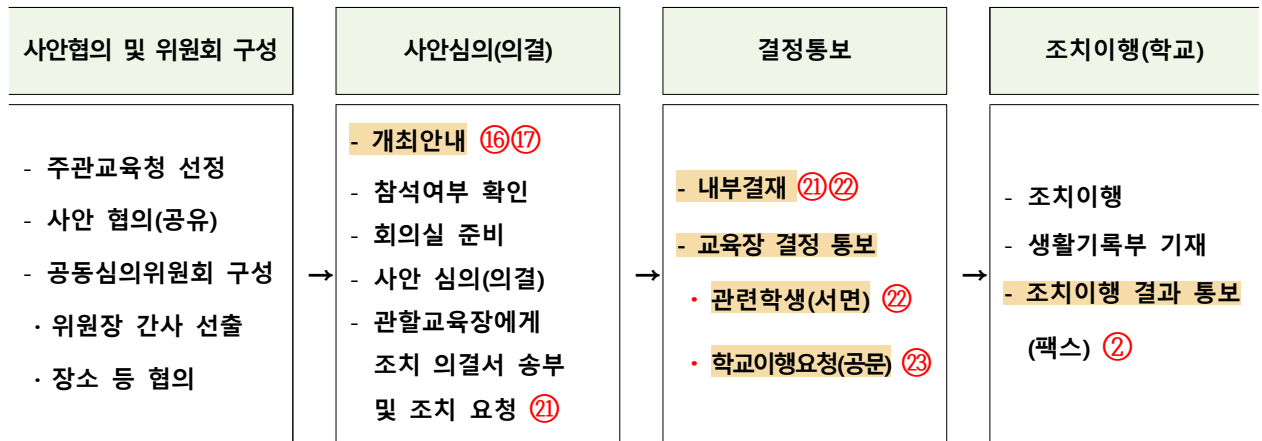 사안협의 및 위원회 구성
- 주관교육청 선정
- 사안 협의(공유)
- 공동심의위원회 구성
· 위원장 간사 선출
· 장소 등 협의
→
사안심의(의결)
- 개최안내 ⑯⑰
- 참석여부 확인
- 회의실 준비
- 사안 심의(의결)
- 관할교육장에게
조치 의결서 송부
및 조치 요청 ㉑
→
결정통보
- 내부결재 ㉑㉒
- 교육장 결정 통보
· 관련학생(서면) ㉒
· 학교이행요청(공문) ㉓
→
조치이행(학교)
- 조치이행
- 생활기록부 기재
- 조치이행 결과 통보
(팩스) ②